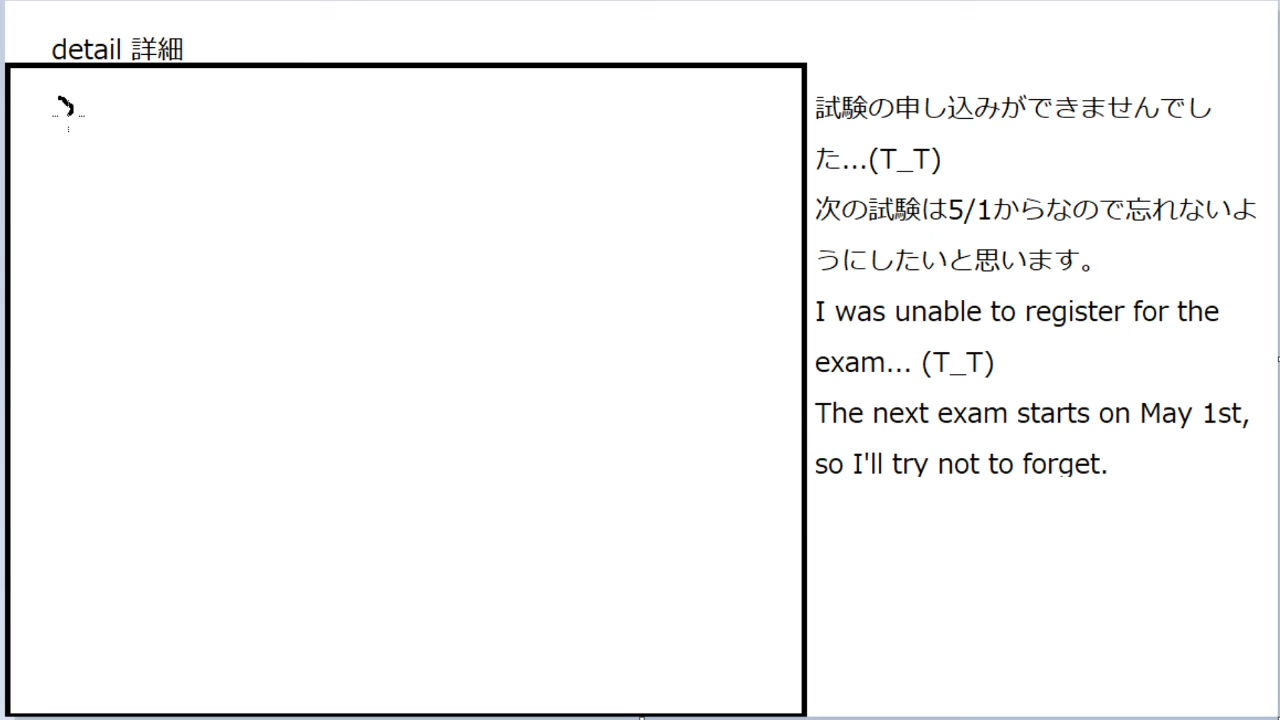 detail 詳細
試験の申し込みができませんでし
た...(T_T)
次の試験は5/1からなので忘れないよ
うにしたいと思います。
I was unable to register for the
exam... (T_T)
The next exam starts on May 1st,
so I'll try not to forget.